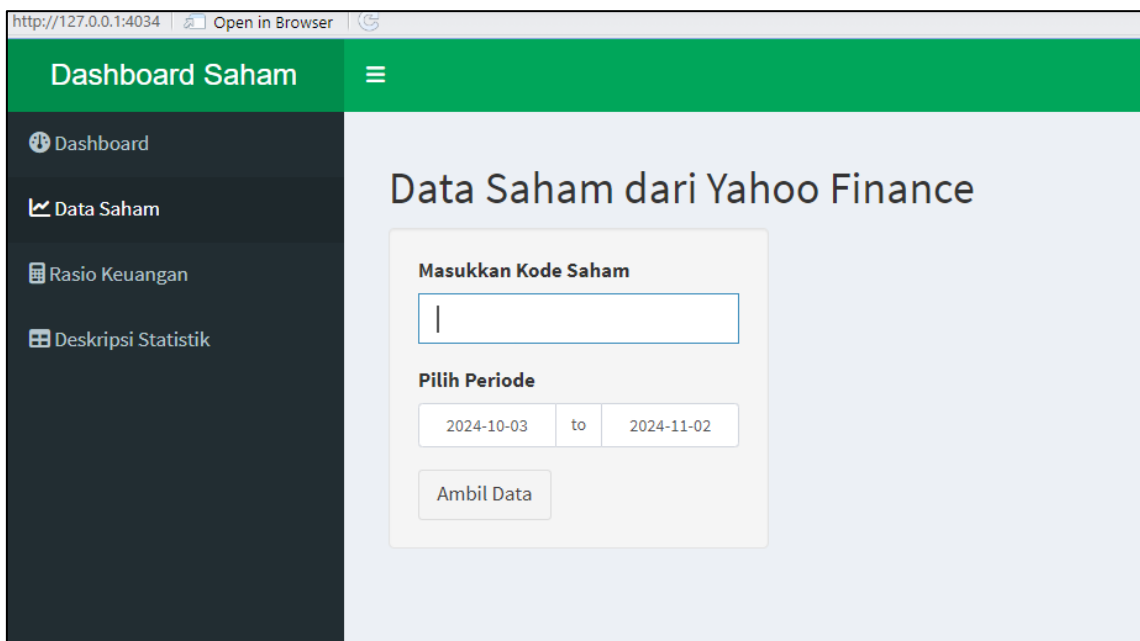 http://127.0.0.1:4034 Open in Browser
Dashboard Saham
Dashboard
Data Saham
Rasio Keuangan
Deskripsi Statistik
Data Saham dari Yahoo Finance
Masukkan Kode Saham
Pilih Periode
2024-10-03 to 2024-11-02
Ambil Data